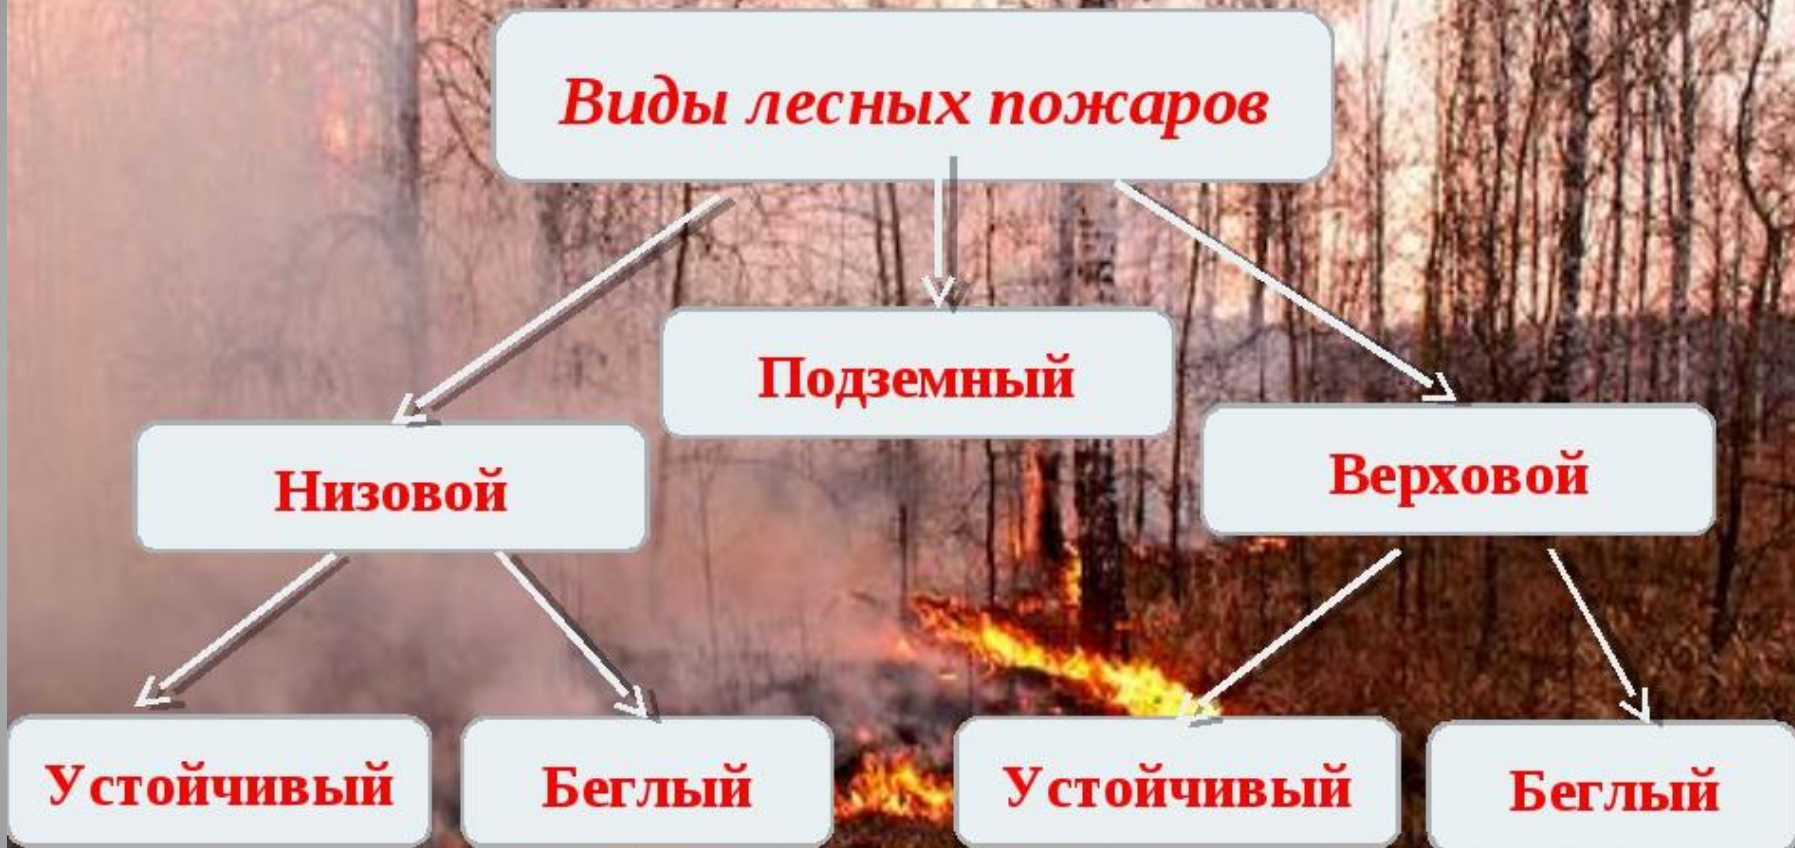 Виды лесных пожаров
Подземный
Низовой
Верховой
Устойчивый
Беглый
Устойчивый
Беглый